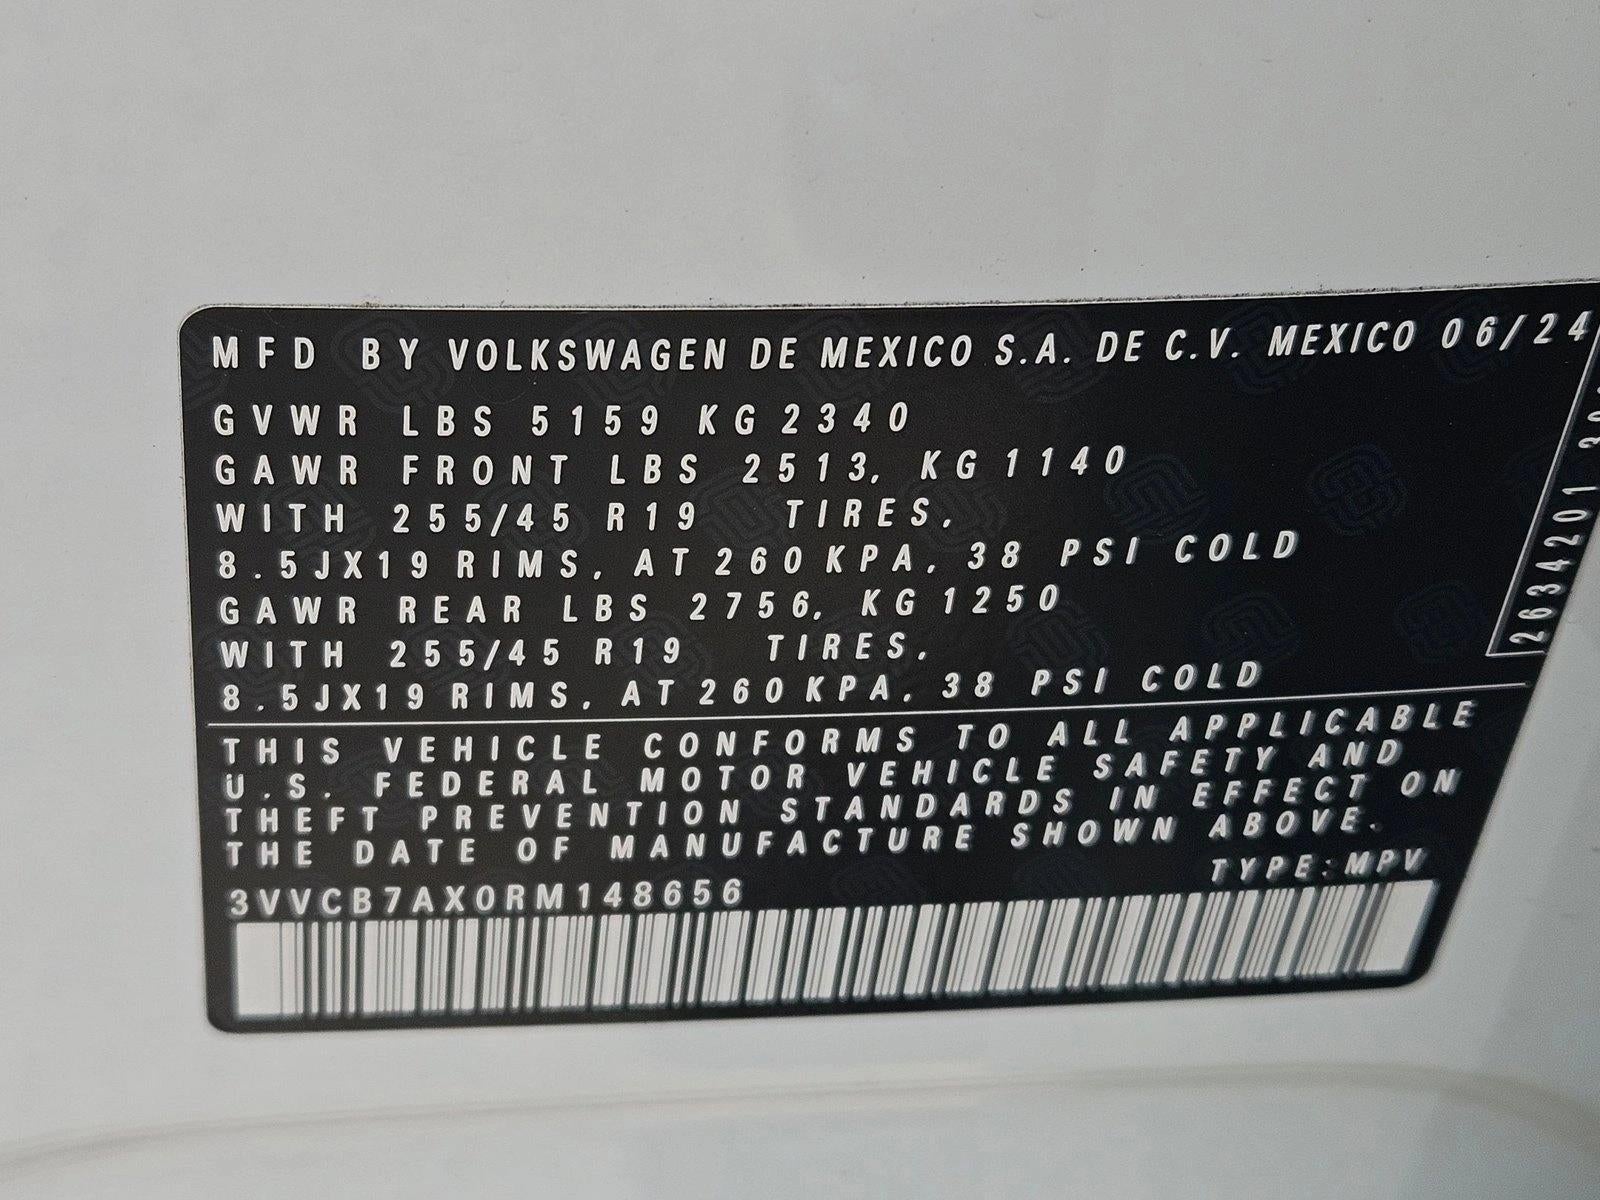 MFD BY VOLKSWAGEN DE MEXICO S.A. DE C.V. MEXICO 06/24
GVWR LBS 5159 KG 2340
GAWR FRONT LBS 2513, KG 1140
WITH 255/45 R19 TIRES,
8.5JX19 RIMS, AT 260 KPA, 38 PSI COLD
GAWR REAR LBS 2756, KG 1250
WITH 255/45 R19 TIRES,
8.5JX19 RIMS, AT 260 KPA, 38 PSI COLD
THIS VEHICLE CONFORMS TO ALL APPLICABLE
U.S. FEDERAL MOTOR VEHICLE SAFETY AND
THEFT PREVENTION STANDARDS IN EFFECT ON
THE DATE OF MANUFACTURE SHOWN ABOVE.
TYPE: MPV
3VVCB7AX0RM148656
2634201